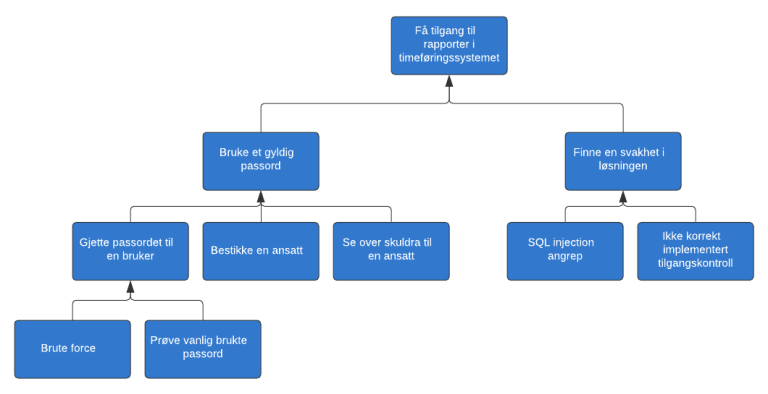 Få tilgang til
rapporter i
timeføringssystemet
Bruke et gyldig
passord
Finne en svakhet i
løsningen
Gjette passordet til
en bruker
Bestikke en ansatt
Se over skuldra til
en ansatt
SQL injection
angrep
Ikke korrekt
implementert
tilgangskontroll
Brute force
Prøve vanlig brukte
passord